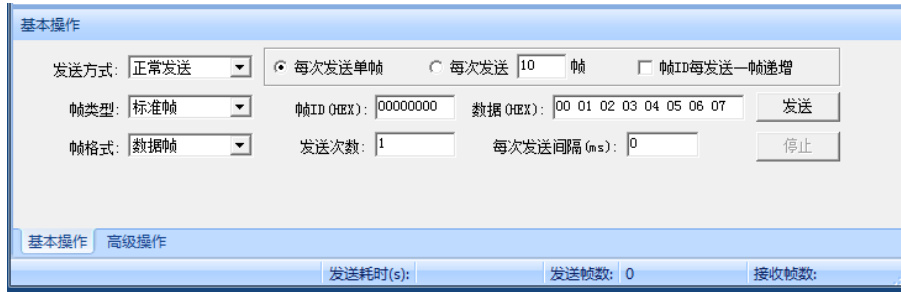 基本操作
发送方式: 正常发送 每次发送单帧 每次发送 10 帧 帧ID每发送一帧递增
帧类型: 标准帧 帧ID(HEX): 00000000 数据(HEX): 00 01 02 03 04 05 06 07 发送
帧格式: 数据帧 发送次数: 1 每次发送间隔(ms): 0 停止
基本操作 高级操作
发送耗时(s): 发送帧数: 0 接收帧数: